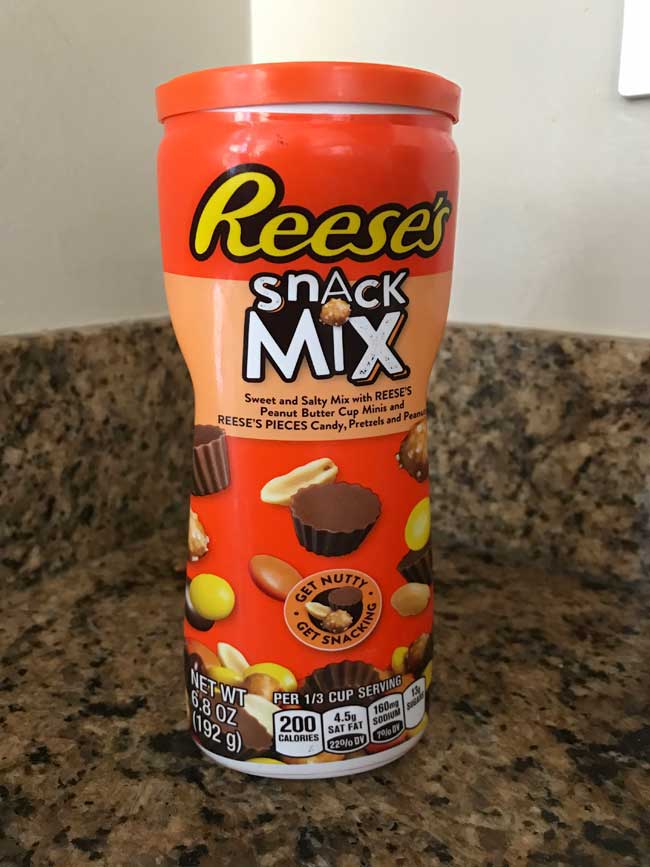 Reese's
SnACK
MiX
Sweet and Salty Mix with REESE'S
Peanut Butter Cup Minis and
REESE'S PIECES Candy, Pretzels and
GET NUTTY
GET SNACKING
NET WT
6.8 OZ
(192 g)
PER 1/3 CUP SERVING
200
CALORIES
4.5g
SAT FAT
22% DV
160mg
SODIUM
7% DV
13g
SUGARS